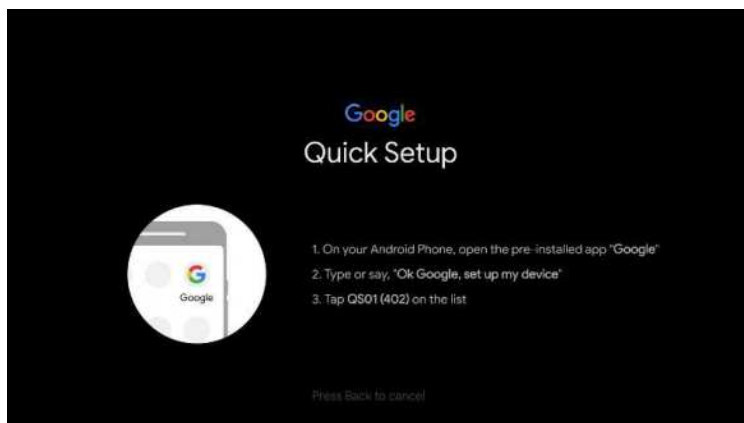 Google
Quick Setup
1. On your Android Phone, open the pre-installed app "Google"
2. Type or say, "Ok Google, set up my device"
3. Tap QS01 (402) on the list
G
Google
Press Back to cancel